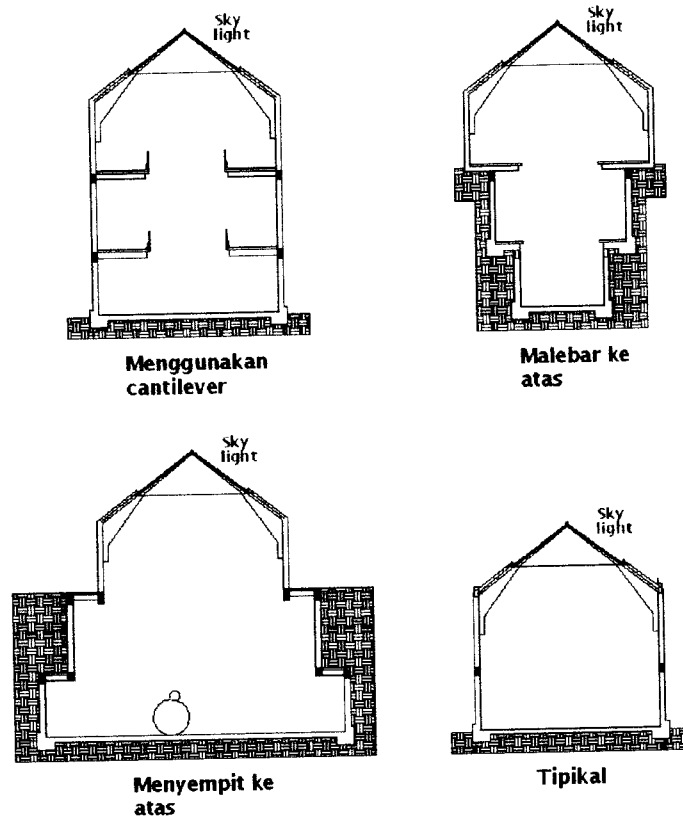 Sky
light
Menggunakan
cantilever
Sky
light
Malebar ke
atas
Sky
light
Menyempit ke
atas
Sky
light
Tipikal